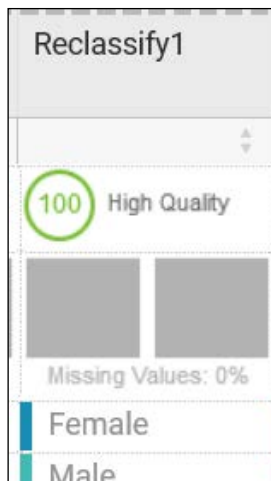 Reclassify1
100 High Quality
Missing Values: 0%
Female
Male